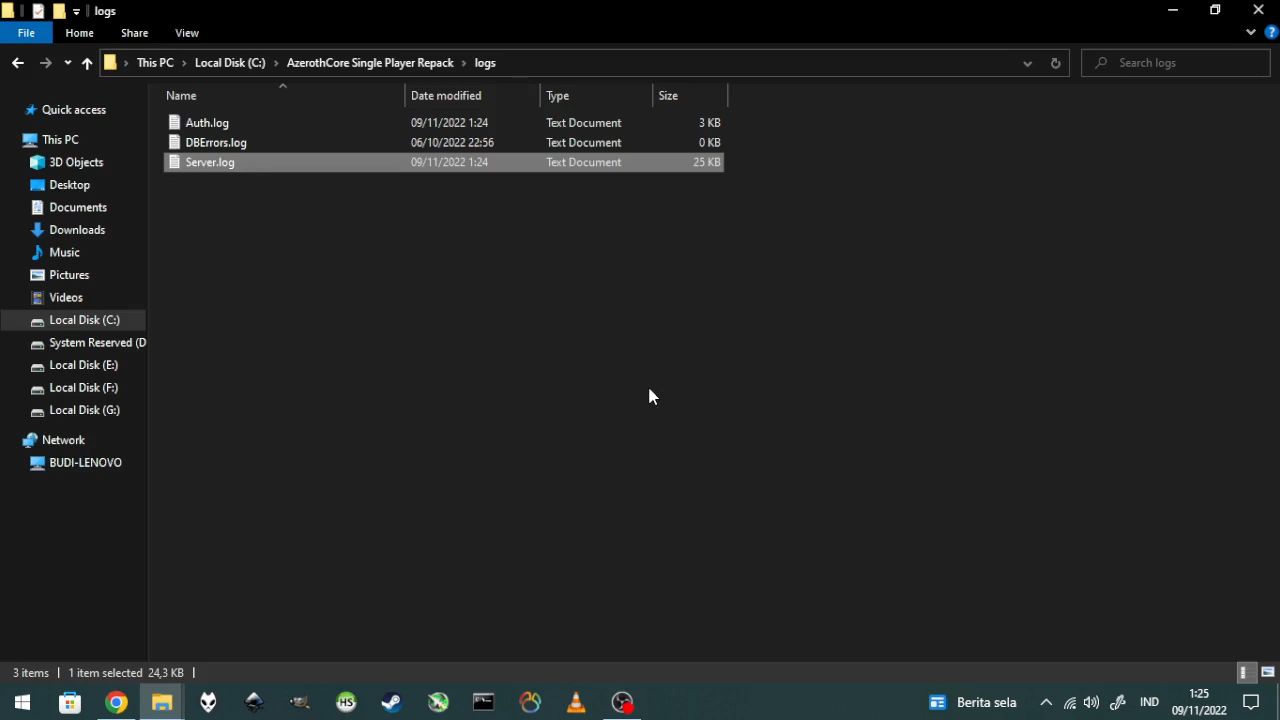 logs
File Home Share View
This PC Local Disk (C:) AzerothCore Single Player Repack logs
Search logs
Name Date modified Type Size
Auth.log 09/11/2022 1:24 Text Document 3 KB
DBErrors.log 06/10/2022 22:56 Text Document 0 KB
Server.log 09/11/2022 1:24 Text Document 25 KB
Quick access
This PC
3D Objects
Desktop
Documents
Downloads
Music
Pictures
Videos
Local Disk (C:)
System Reserved (D
Local Disk (E:)
Local Disk (F:)
Local Disk (G:)
Network
BUDI-LENOVO
3 items 1 item selected 24,3 KB
HS
Berita sela
IND
1:25
09/11/2022